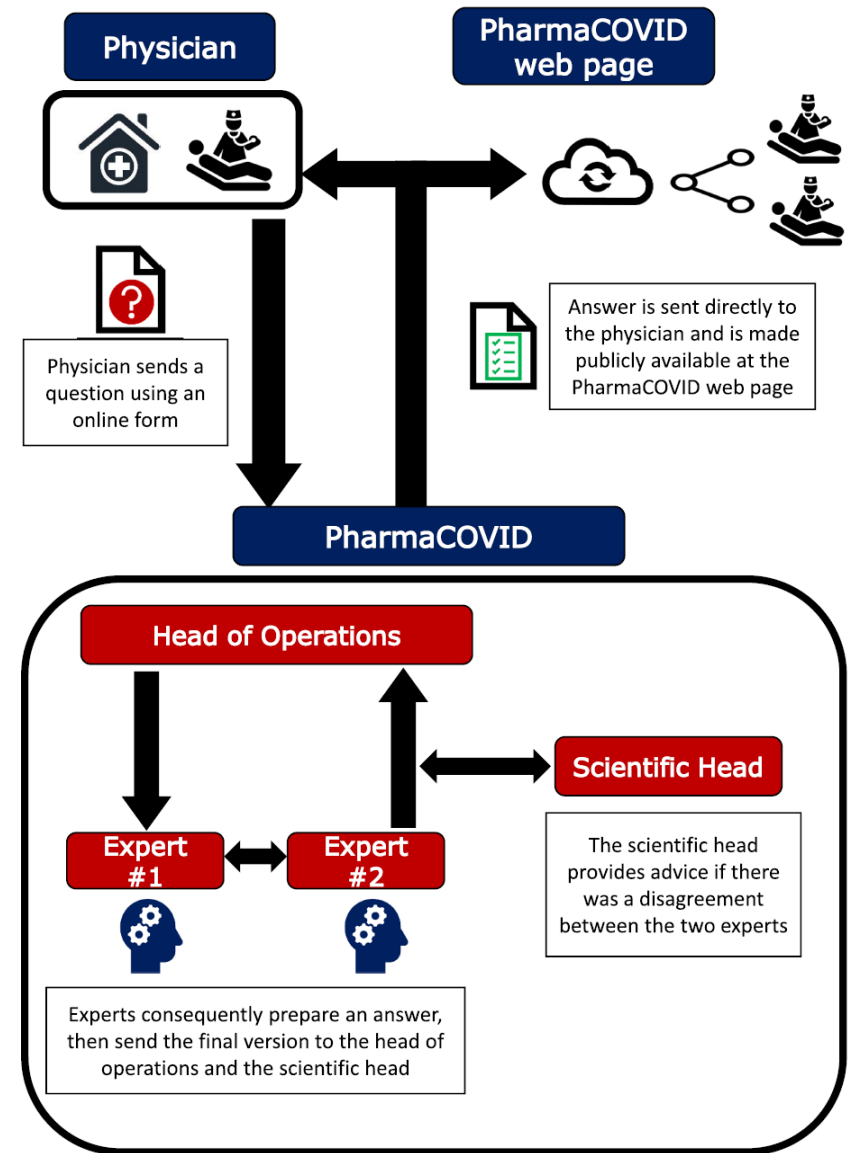 Physician
PharmaCOVID
web page
?
Physician sends a
question using an
online form
Answer is sent directly to
the physician and is made
publicly available at the
PharmaCOVID web page
PharmaCOVID
Head of Operations
Scientific Head
Expert
#1
Expert
#2
The scientific head
provides advice if there
was a disagreement
between the two experts
Experts consequently prepare an answer,
then send the final version to the head of
operations and the scientific head